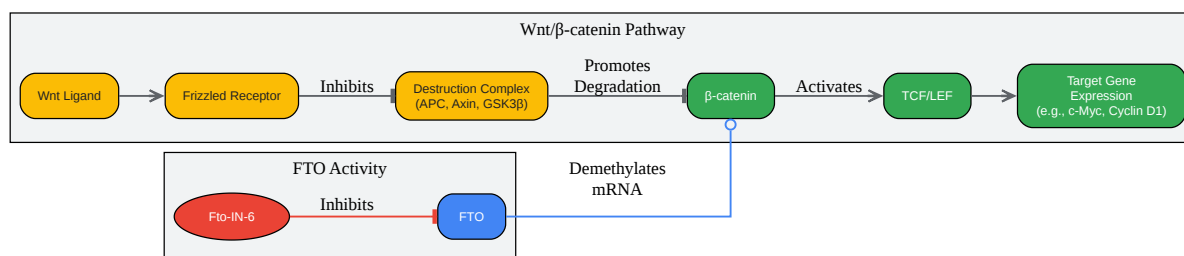 Wnt/β-catenin Pathway
Wnt Ligand
Frizzled Receptor
Inhibits
Destruction Complex
(APC, Axin, GSK3β)
Promotes
Degradation
β-catenin
Activates
TCF/LEF
Target Gene
Expression
(e.g., c-Myc, Cyclin D1)
FTO Activity
Fto-IN-6
Inhibits
FTO
Demethylates
mRNA